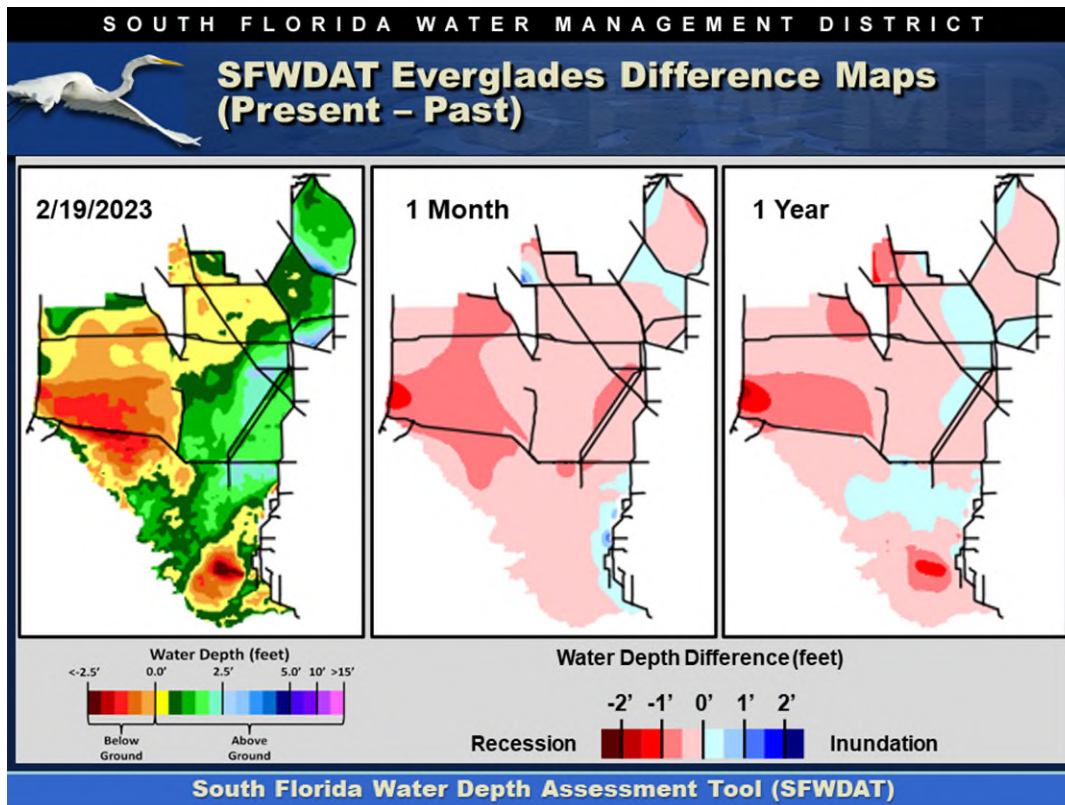 SOUTH FLORIDA WATER MANAGEMENT DISTRICT
SFWDAT Everglades Difference Maps
(Present – Past)
2/19/2023
1 Month
1 Year
Water Depth (feet)
<-2.5' 0.0' 2.5' 5.0' 10' >15'
Below
Ground
Above
Ground
Water Depth Difference (feet)
-2' -1' 0' 1' 2'
Recession
Inundation
South Florida Water Depth Assessment Tool (SFWDAT)